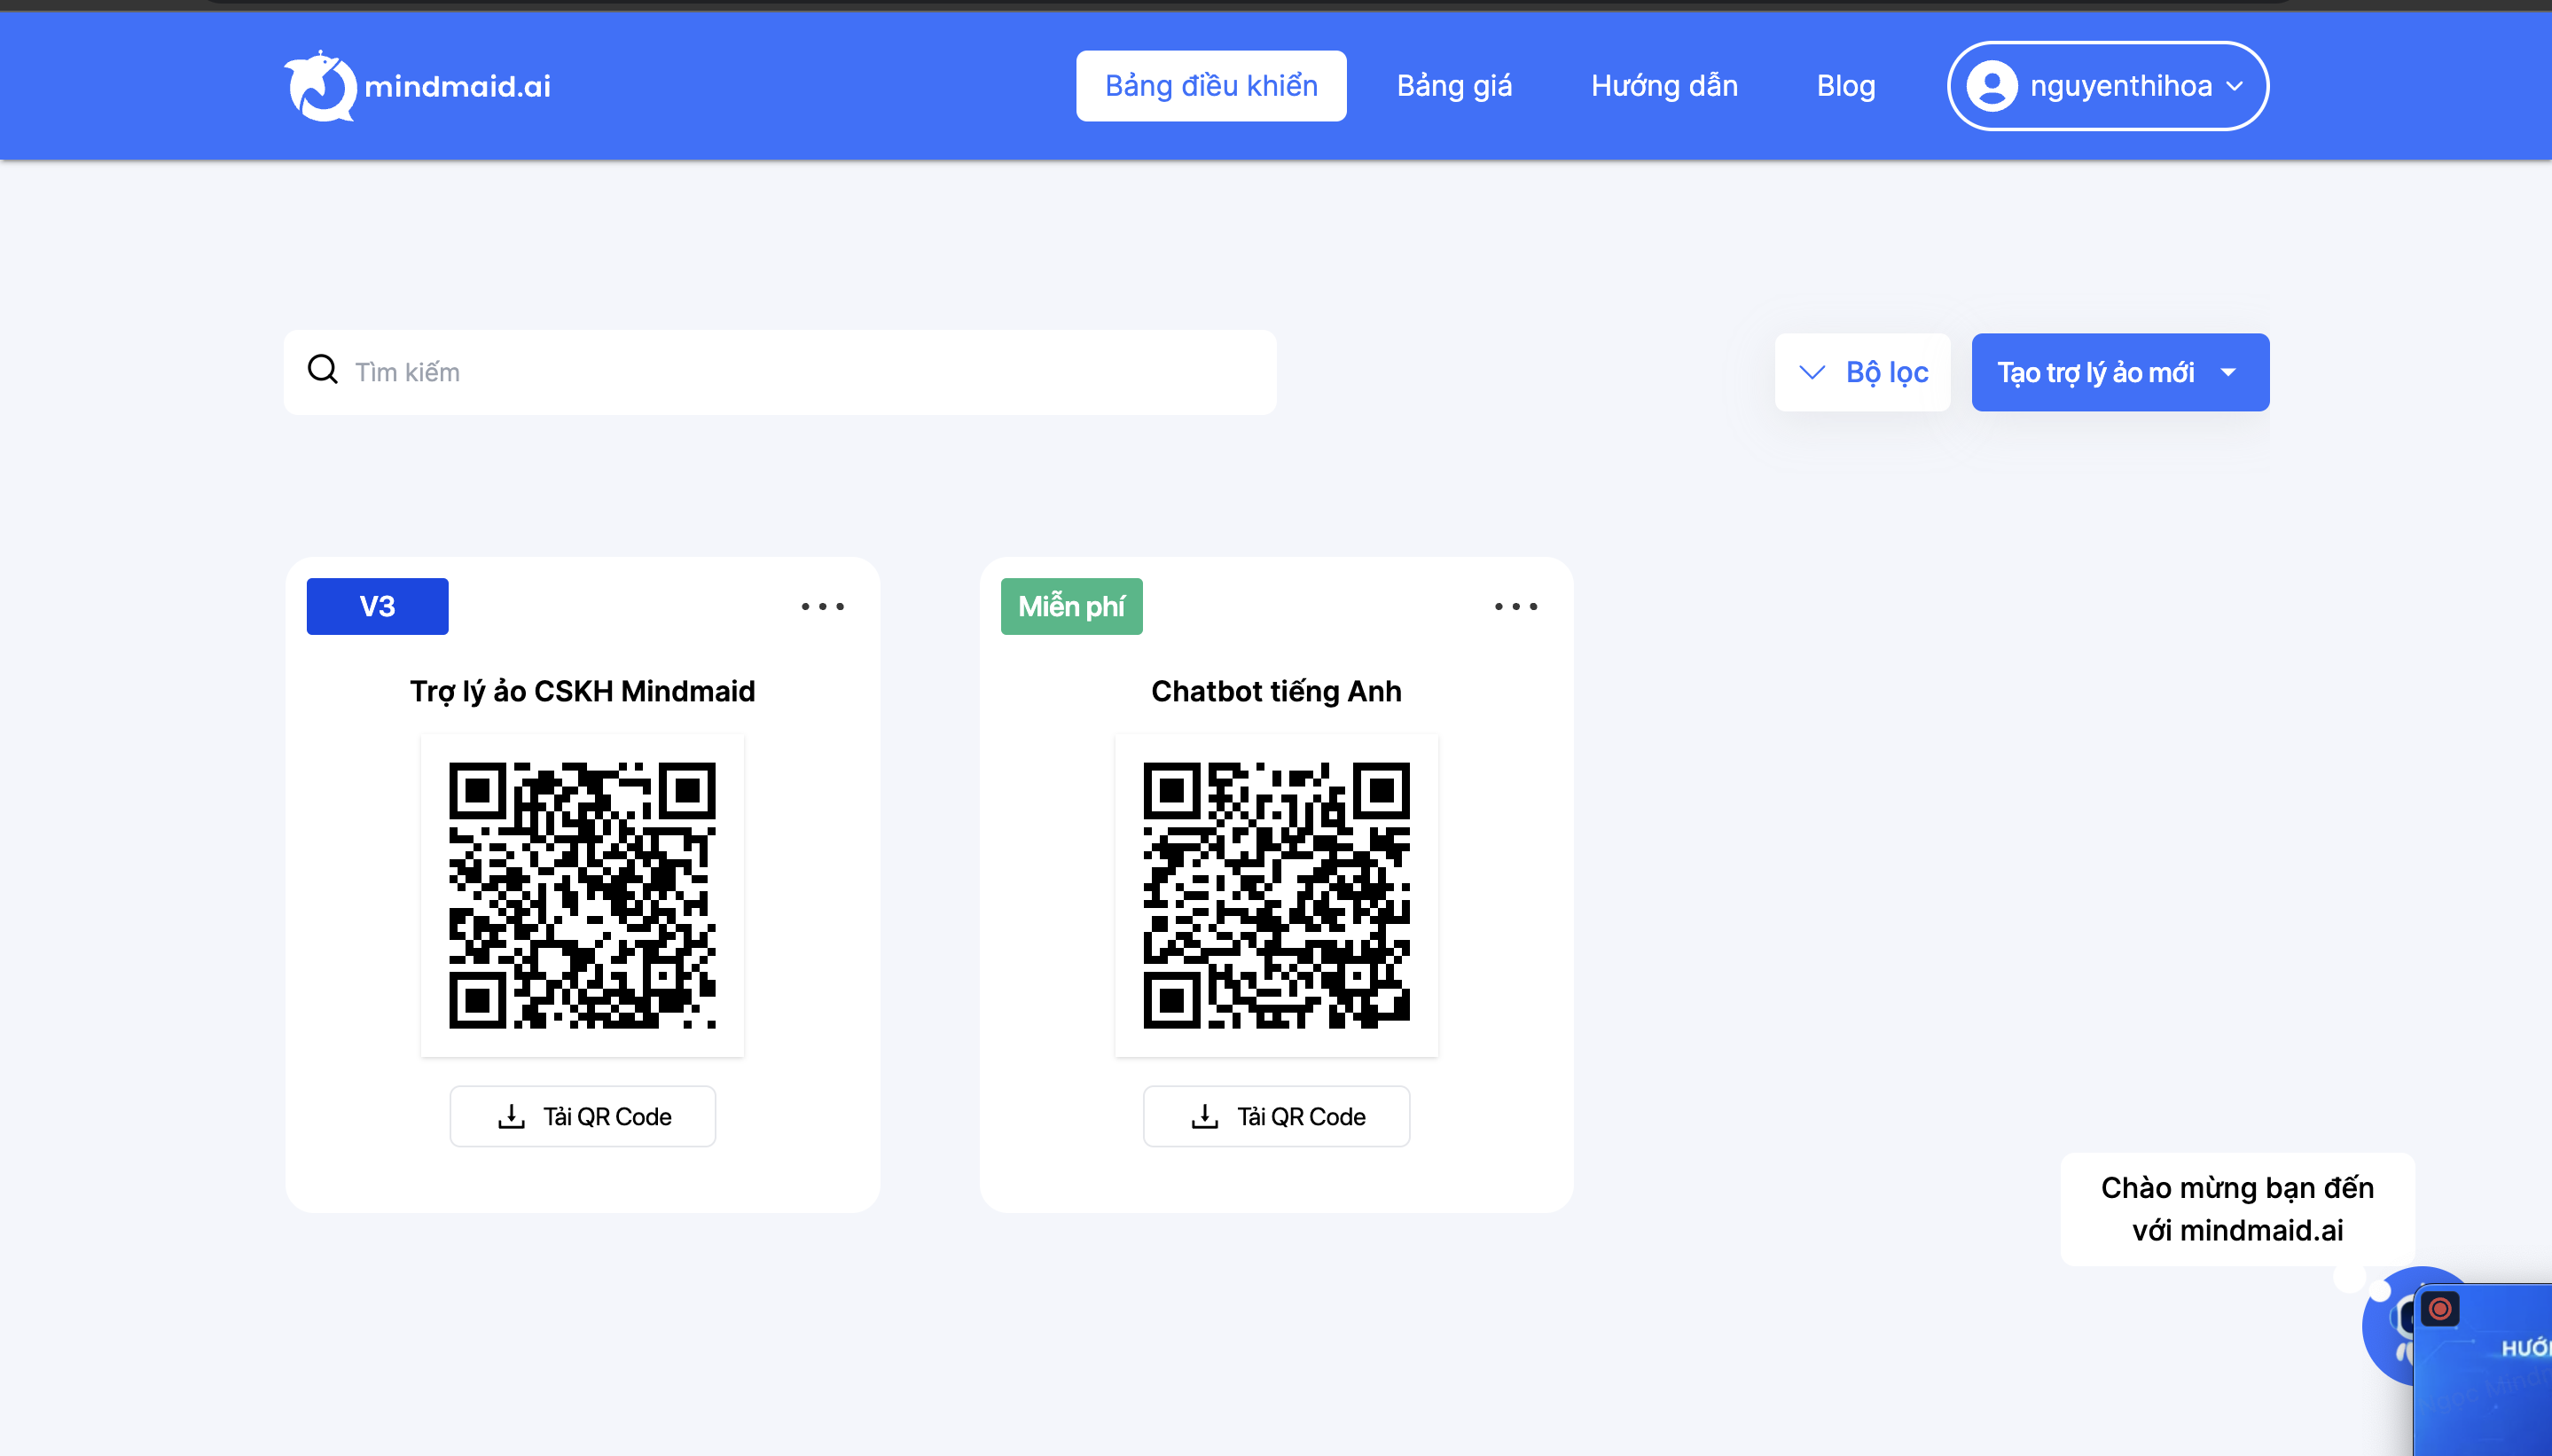 mindmaid.ai
Bảng điều khiển
Bảng giá
Hướng dẫn
Blog
nguyenthihoa
Tìm kiếm
Bộ lọc
Tạo trợ lý ảo mới
V3
Trợ lý ảo CSKH Mindmaid
Tải QR Code
Miễn phí
Chatbot tiếng Anh
Tải QR Code
Chào mừng bạn đến
với mindmaid.ai